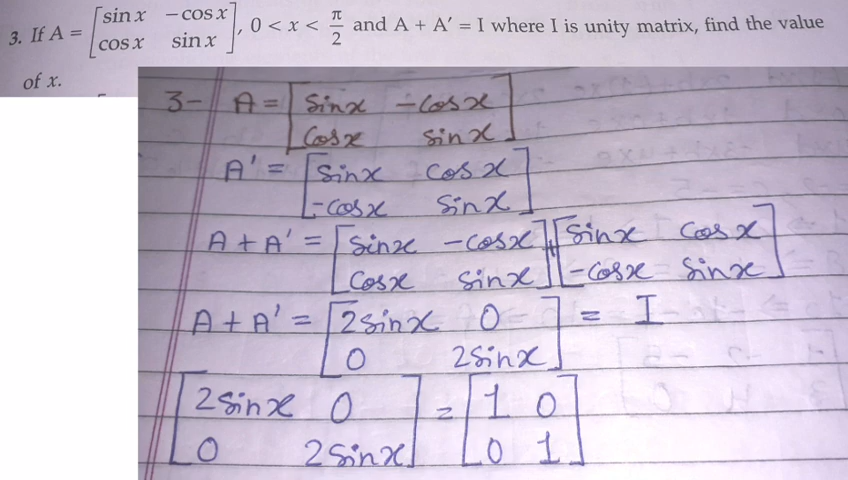 3. If A = [sin x −cos x
cos x sin x], 0 < x < π/2 and A + A′ = I where I is unity matrix, find the value
of x.
3- A = [Sinx −Cosx
Cosx sinx]
A' = [Sinx cosx
-cosx Sinx]
A + A' = [Sinx −cosx + [Sinx Cosx
Cosx Sinx] -Cosx Sinx]
A + A' = [2sinx 0 = I
0 2Sinx]
[2Sinx 0 = [1 0
0 2Sinx] 0 1]